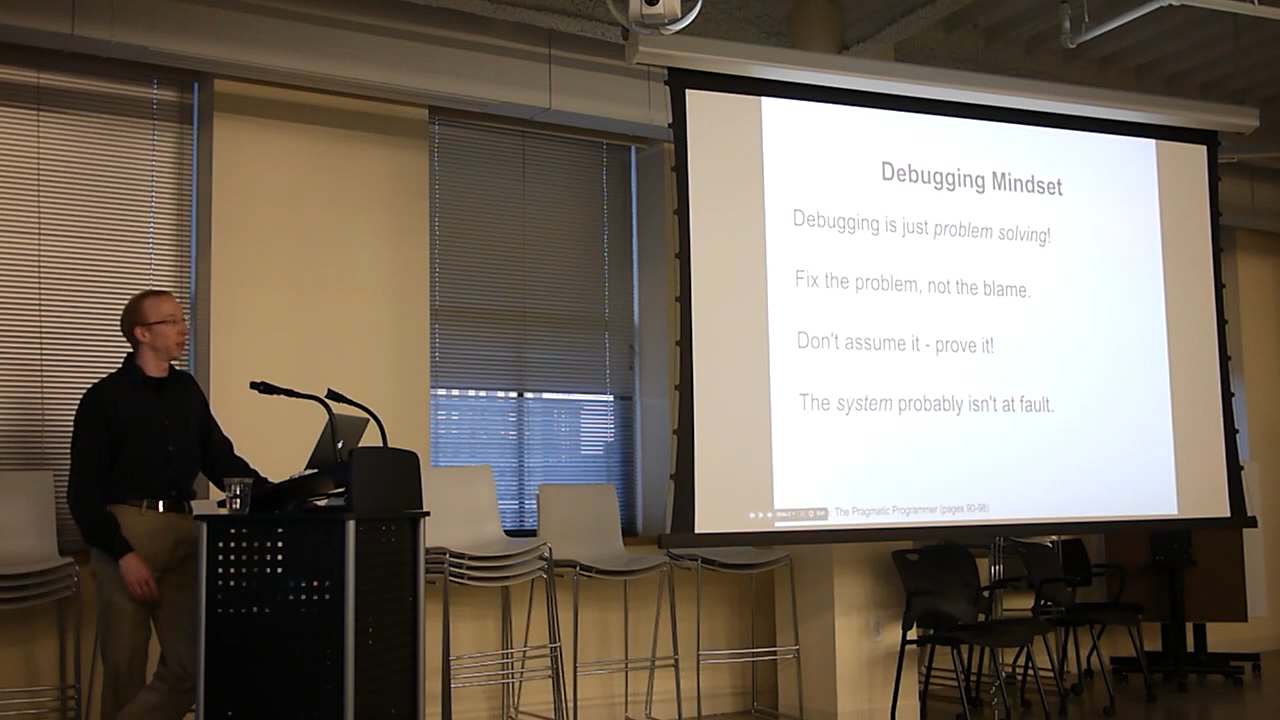 Debugging Mindset
Debugging is just problem solving!
Fix the problem, not the blame.
Don't assume it - prove it!
The system probably isn't at fault.
The Pragmatic Programmer (pages 90-98)